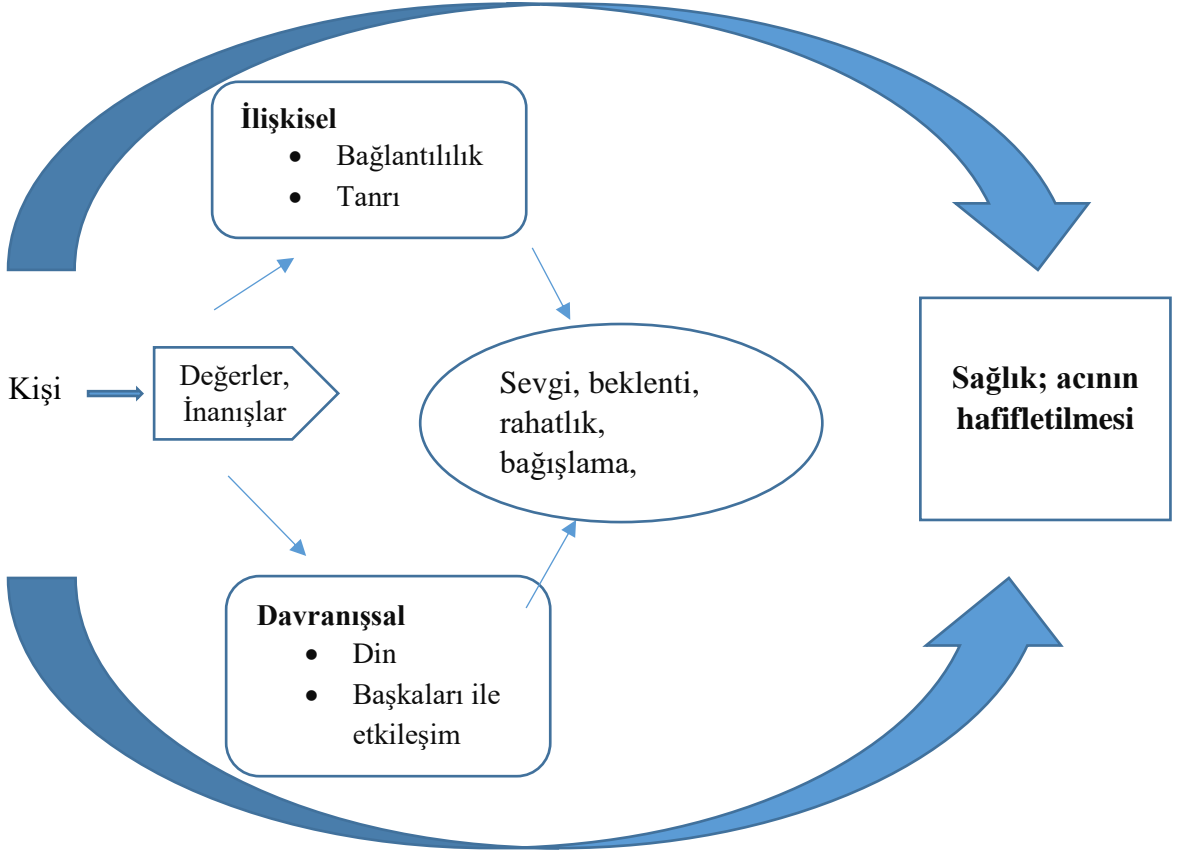 İlişkisel
• Bağlantılılık
• Tanrı
Kişi
Değerler,
İnanışlar
Sevgi, beklenti,
rahatlık,
bağışlama,
Sağlık; acının
hafifletilmesi
Davranışsal
• Din
• Başkaları ile
etkileşim